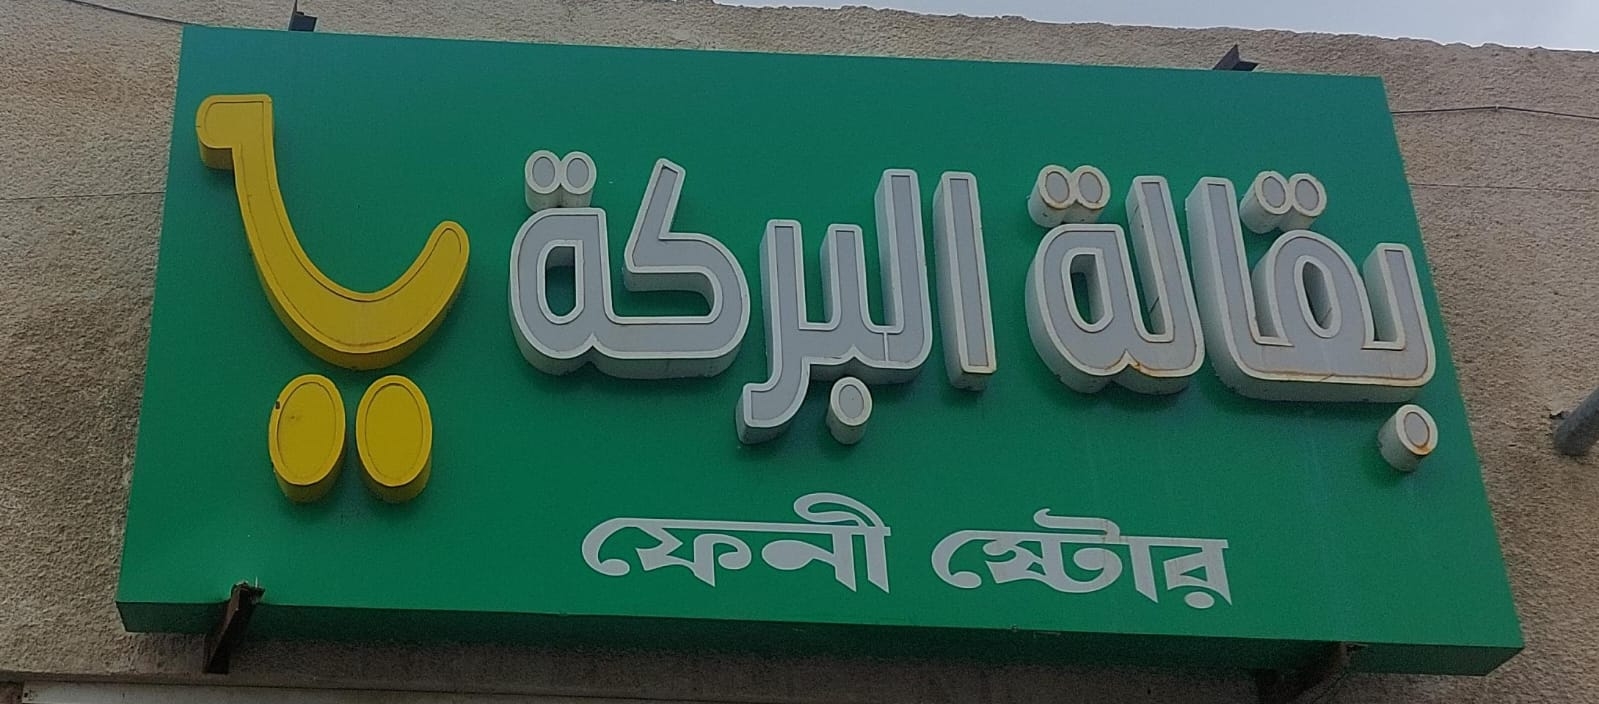 بقالة البركة
ফেনী স্টোর